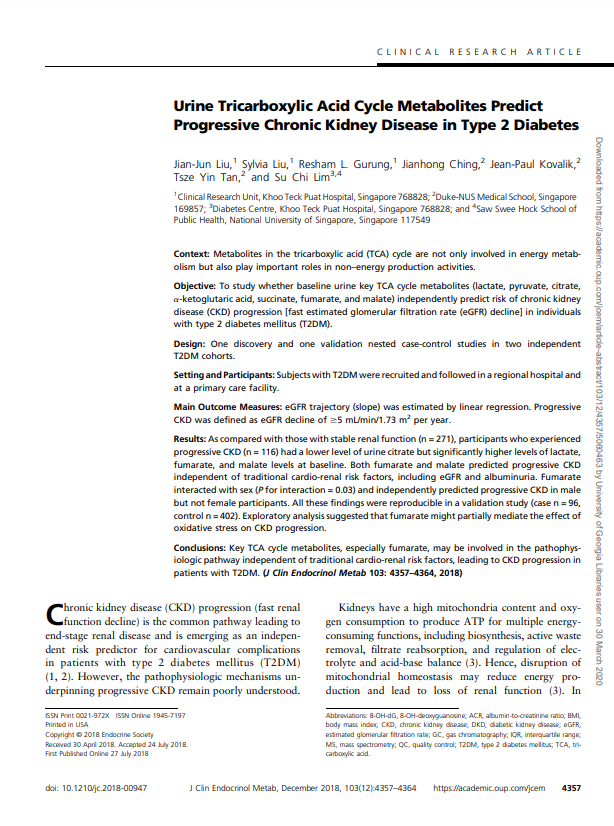 CLINICAL RESEARCH ARTICLE
Urine Tricarboxylic Acid Cycle Metabolites Predict
Progressive Chronic Kidney Disease in Type 2 Diabetes
Jian-Jun Liu,1 Sylvia Liu,1 Resham L. Gurung,1 Jianhong Ching,2 Jean-Paul Kovalik,2
Tsze Yin Tan,2 and Su Chi Lim3,4
1Clinical Research Unit, Khoo Teck Puat Hospital, Singapore 768828; 2Duke-NUS Medical School, Singapore
169857; 3Diabetes Centre, Khoo Teck Puat Hospital, Singapore 768828; and 4Saw Swee Hock School of
Public Health, National University of Singapore, Singapore 117549
Context: Metabolites in the tricarboxylic acid (TCA) cycle are not only involved in energy metab-
olism but also play important roles in non–energy production activities.
Objective: To study whether baseline urine key TCA cycle metabolites (lactate, pyruvate, citrate,
α-ketoglutaric acid, succinate, fumarate, and malate) independently predict risk of chronic kidney
disease (CKD) progression [fast estimated glomerular filtration rate (eGFR) decline] in individuals
with type 2 diabetes mellitus (T2DM).
Design: One discovery and one validation nested case-control studies in two independent
T2DM cohorts.
Setting and Participants: Subjects with T2DM were recruited and followed in a regional hospital and
at a primary care facility.
Main Outcome Measures: eGFR trajectory (slope) was estimated by linear regression. Progressive
CKD was defined as eGFR decline of ≥5 mL/min/1.73 m2 per year.
Results: As compared with those with stable renal function (n = 271), participants who experienced
progressive CKD (n = 116) had a lower level of urine citrate but significantly higher levels of lactate,
fumarate, and malate levels at baseline. Both fumarate and malate predicted progressive CKD
independent of traditional cardio-renal risk factors, including eGFR and albuminuria. Fumarate
interacted with sex (P for interaction = 0.03) and independently predicted progressive CKD in male
but not female participants. All these findings were reproducible in a validation study (case n = 96,
control n = 402). Exploratory analysis suggested that fumarate might partially mediate the effect of
oxidative stress on CKD progression.
Conclusions: Key TCA cycle metabolites, especially fumarate, may be involved in the pathophys-
iologic pathway independent of traditional cardio-renal risk factors, leading to CKD progression in
patients with T2DM. (J Clin Endocrinol Metab 103: 4357–4364, 2018)
Chronic kidney disease (CKD) progression (fast renal
function decline) is the common pathway leading to
end-stage renal disease and is emerging as an indepen-
dent risk predictor for cardiovascular complications
in patients with type 2 diabetes mellitus (T2DM)
(1, 2). However, the pathophysiologic mechanisms un-
derpinning progressive CKD remain poorly understood.
Kidneys have a high mitochondria content and oxy-
gen consumption to produce ATP for multiple energy-
consuming functions, including biosynthesis, active waste
removal, filtrate reabsorption, and regulation of elec-
trolyte and acid-base balance (3). Hence, disruption of
mitochondrial homeostasis may reduce energy pro-
duction and lead to loss of renal function (3). In
ISSN Print 0021-972X ISSN Online 1945-7197
Printed in USA
Copyright © 2018 Endocrine Society
Received 30 April 2018. Accepted 24 July 2018.
First Published Online 27 July 2018
Abbreviations: 8-OH-dG, 8-OH-deoxyguanosine; ACR, albumin-to-creatinine ratio; BMI,
body mass index; CKD, chronic kidney disease; DKD, diabetic kidney disease; eGFR,
estimated glomerular filtration rate; GC, gas chromatography; IQR, interquartile range;
MS, mass spectrometry; QC, quality control; T2DM, type 2 diabetes mellitus; TCA, tri-
carboxylic acid.
doi: 10.1210/jc.2018-00947 J Clin Endocrinol Metab, December 2018, 103(12):4357–4364 https://academic.oup.com/jcem 4357
Downloaded from https://academic.oup.com/jcem/article-abstract/103/12/4357/5060463 by University of Georgia Libraries user on 30 March 2020